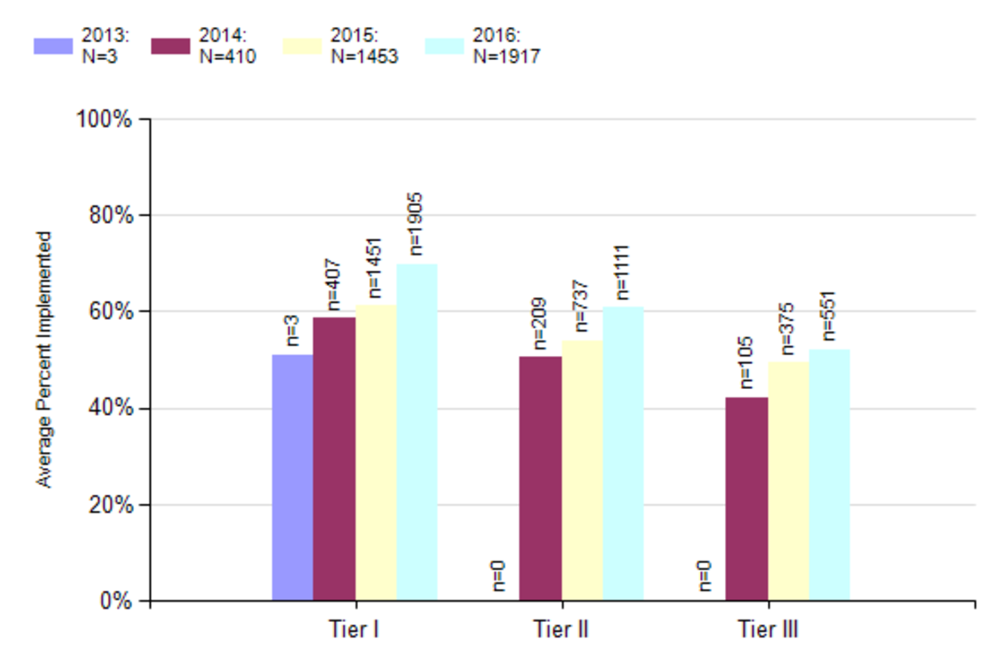 2013:
N=3
2014:
N=410
2015:
N=1453
2016:
N=1917
100%
80%
60%
40%
20%
0%
Average Percent Implemented
n=3
n=407
n=1451
n=1905
n=0
n=209
n=737
n=1111
n=0
n=105
n=375
n=551
Tier I
Tier II
Tier III